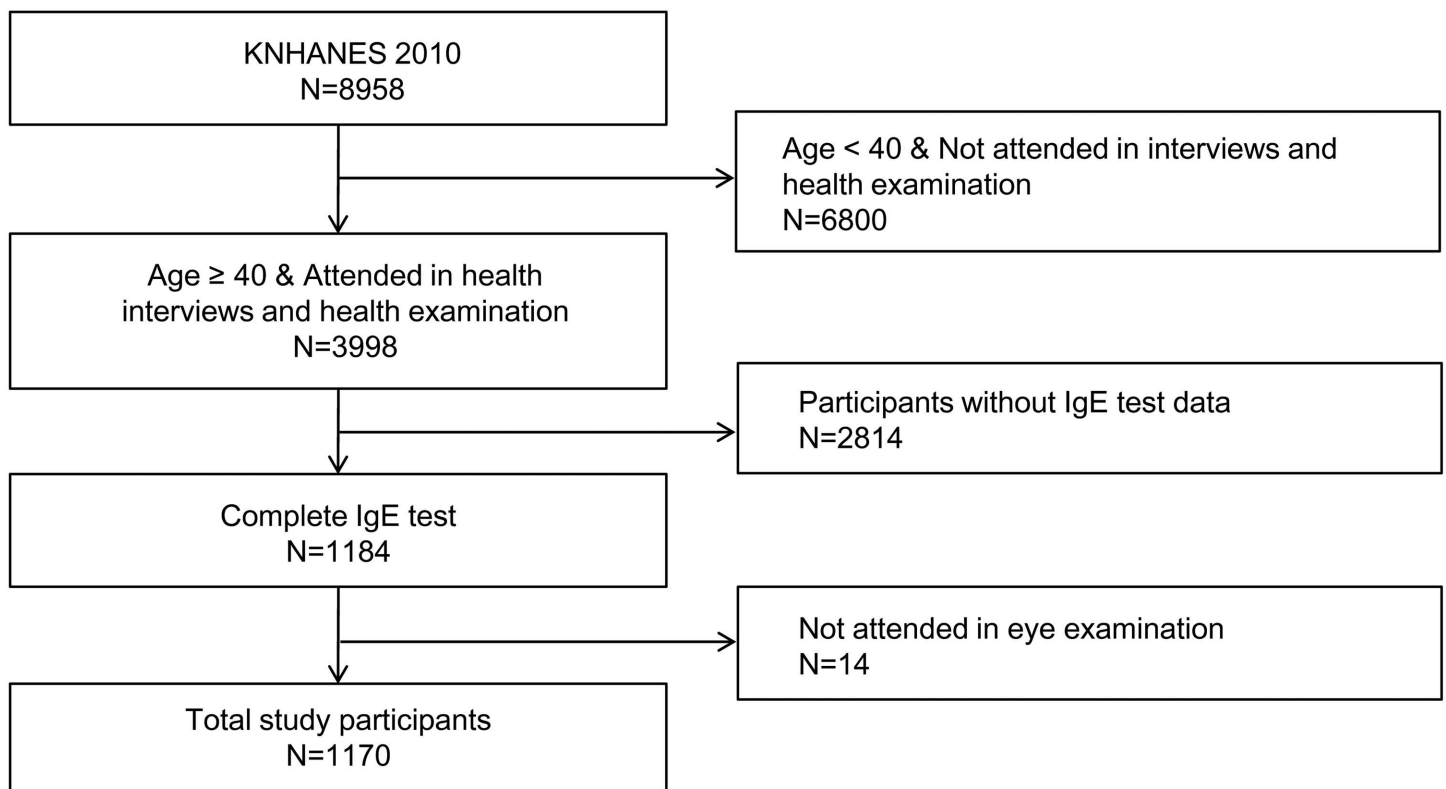 KNHANES 2010
N=8958
Age < 40 & Not attended in interviews and
health examination
N=6800
Age ≥ 40 & Attended in health
interviews and health examination
N=3998
Participants without IgE test data
N=2814
Complete IgE test
N=1184
Not attended in eye examination
N=14
Total study participants
N=1170